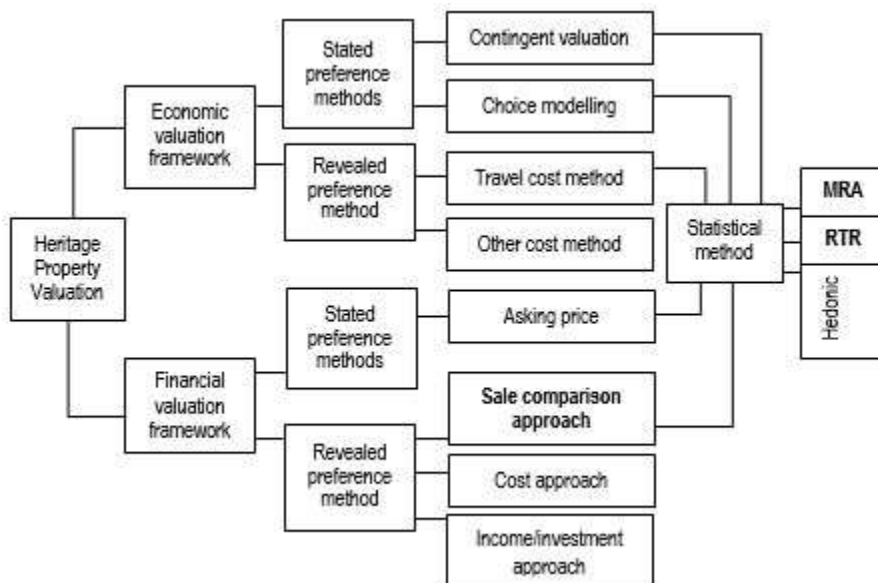 Heritage
Property
Valuation
Economic
valuation
framework
Financial
valuation
framework
Stated
preference
methods
Revealed
preference
method
Stated
preference
methods
Revealed
preference
method
Contingent valuation
Choice modelling
Travel cost method
Other cost method
Asking price
Sale comparison
approach
Cost approach
Income/investment
approach
Statistical
method
MRA
RTR
Hedonic